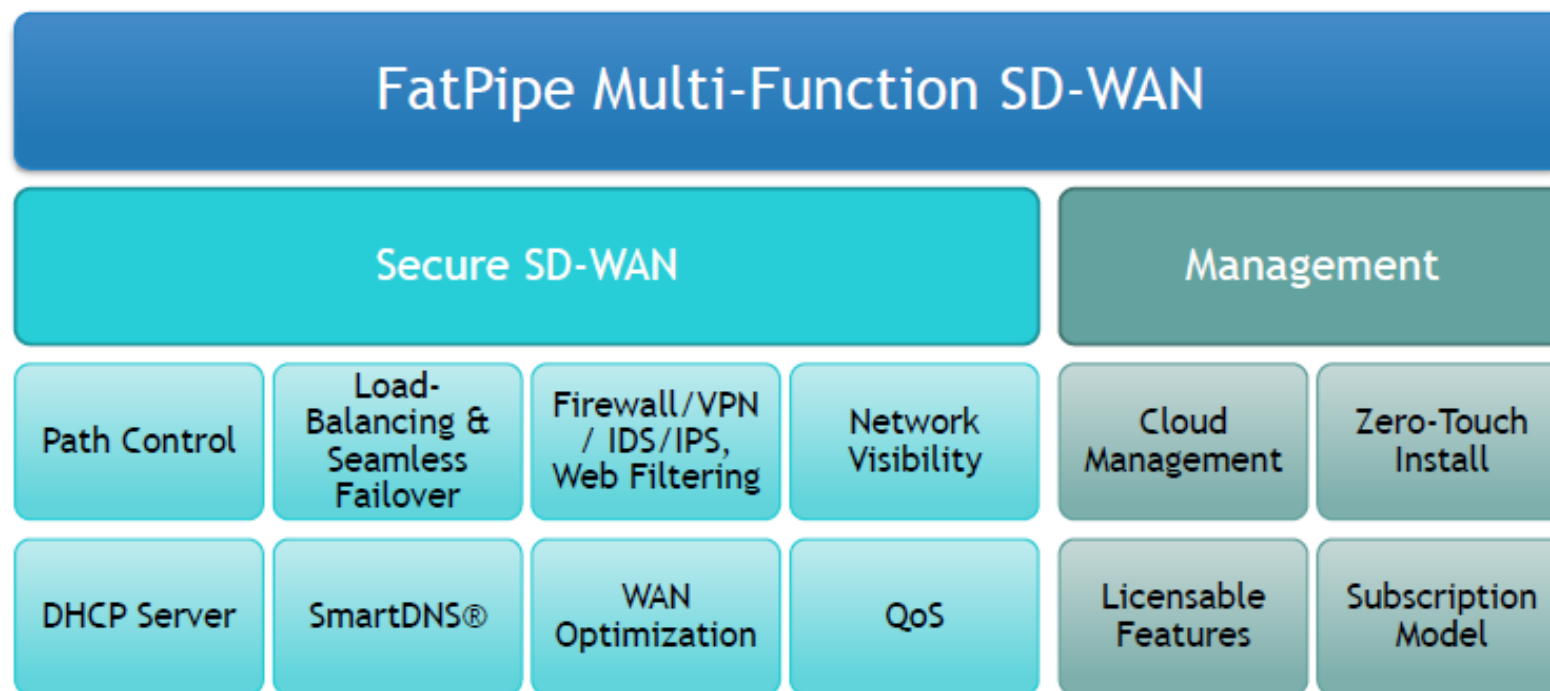 FatPipe Multi-Function SD-WAN
Secure SD-WAN
Management
Path Control
Load-
Balancing &
Seamless
Failover
Firewall/VPN
/ IDS/IPS,
Web Filtering
Network
Visibility
Cloud
Management
Zero-Touch
Install
DHCP Server
SmartDNS®
WAN
Optimization
QoS
Licensable
Features
Subscription
Model